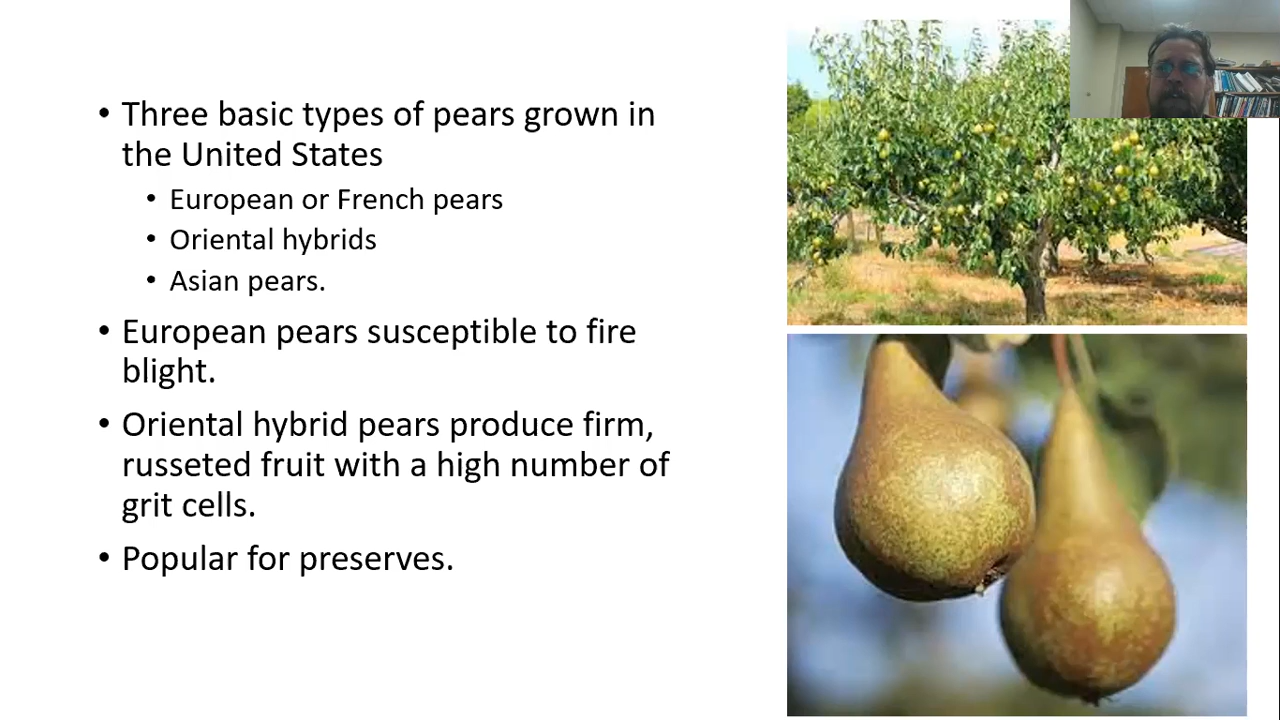 • Three basic types of pears grown in
the United States
• European or French pears
• Oriental hybrids
• Asian pears.
• European pears susceptible to fire
blight.
• Oriental hybrid pears produce firm,
russeted fruit with a high number of
grit cells.
• Popular for preserves.